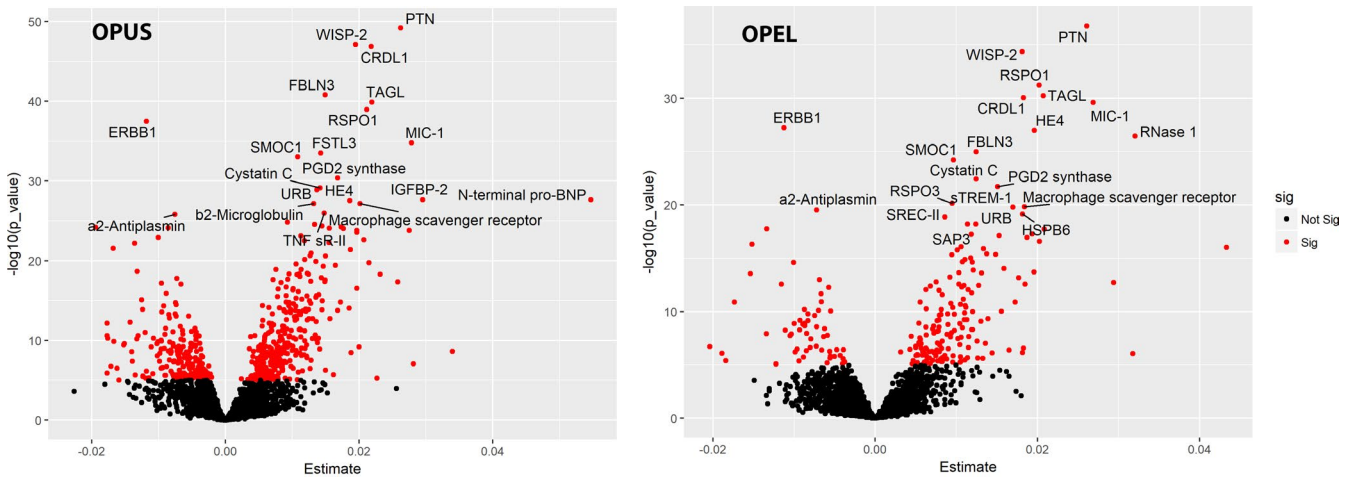 OPUS
50
40
30
20
10
0
-log10(p_value)
PTN
WISP-2
CRDL1
FBLN3
TAGL
RSPO1
ERBB1
MIC-1
SMOC1
FSTL3
PGD2 synthase
Cystatin C
URB
HE4
IGFBP-2
N-terminal pro-BNP
b2-Microglobulin
Macrophage scavenger receptor
a2-Antiplasmin
TNF sR-II
-0.02
0.00
0.02
0.04
Estimate
OPEL
30
20
10
0
-log10(p_value)
PTN
WISP-2
RSPO1
TAGL
CRDL1
MIC-1
HE4
RNase 1
ERBB1
FBLN3
SMOC1
Cystatin C
PGD2 synthase
RSPO3
sTREM-1
Macrophage scavenger receptor
a2-Antiplasmin
SREC-II
URB
HSPB6
SAP3
-0.02
0.00
0.02
0.04
Estimate
sig
Not Sig
Sig